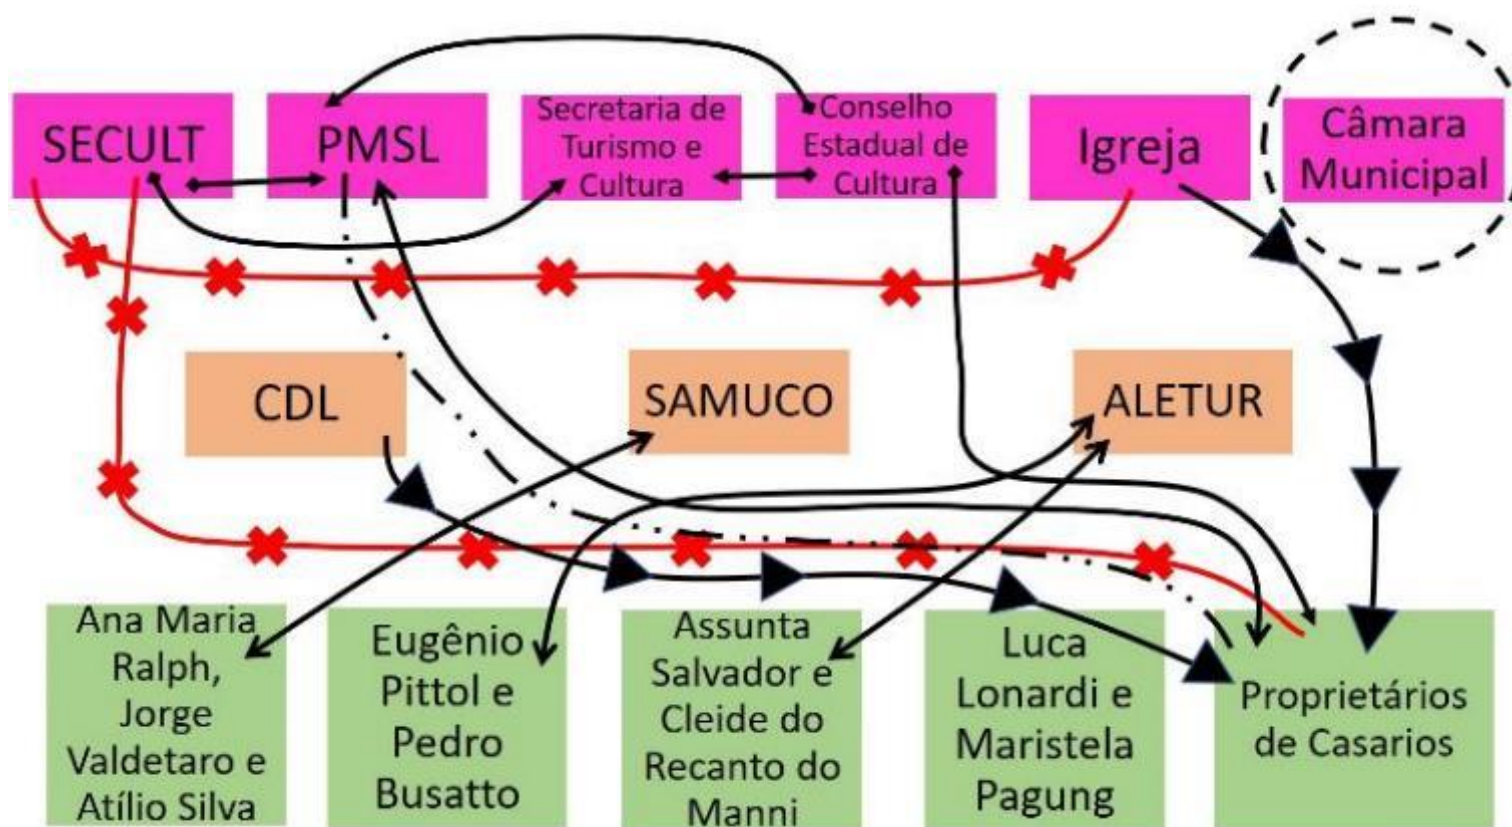 SECULT
PMSL
Secretaria de
Turismo e
Cultura
Conselho
Estadual de
Cultura
Igreja
Câmara
Municipal
CDL
SAMUCO
ALETUR
Ana Maria
Ralph,
Jorge
Valdetaro e
Atílio Silva
Eugênio
Pittol e
Pedro
Busatto
Assunta
Salvador e
Cleide do
Recanto do
Manni
Luca
Lonardi e
Maristela
Pagung
Proprietários
de Casarios